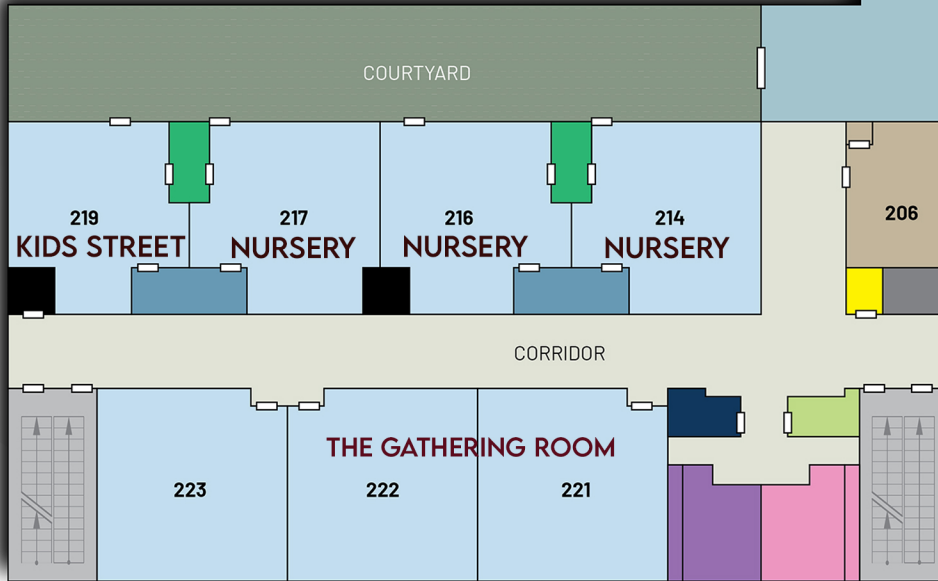 COURTYARD
219
KIDS STREET
217
NURSERY
216
NURSERY
214
NURSERY
206
CORRIDOR
THE GATHERING ROOM
223
222
221